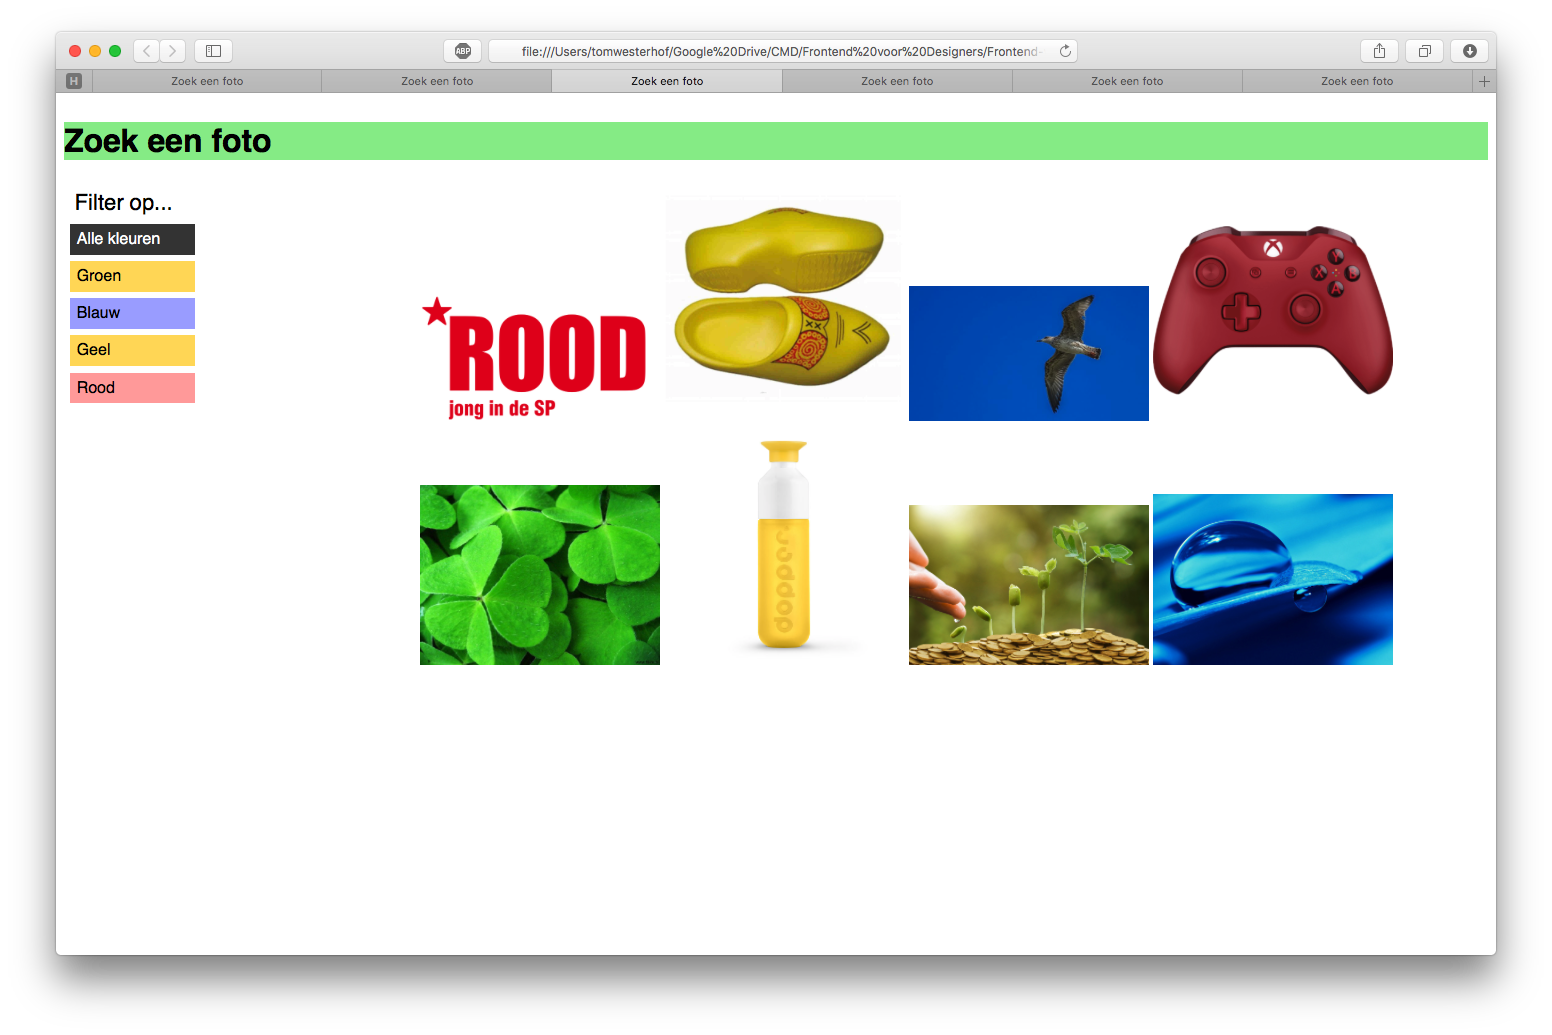 ABP
file:///Users/tomwesterhof/Google%20Drive/CMD/Frontend%20voor%20Designers/Frontend-
H
Zoek een foto
Zoek een foto
Zoek een foto
Zoek een foto
Zoek een foto
Zoek een foto
Zoek een foto
Filter op...
Alle kleuren
Groen
Blauw
Geel
Rood
ROOD
jong in de SP
X
Y
B
A
dopper